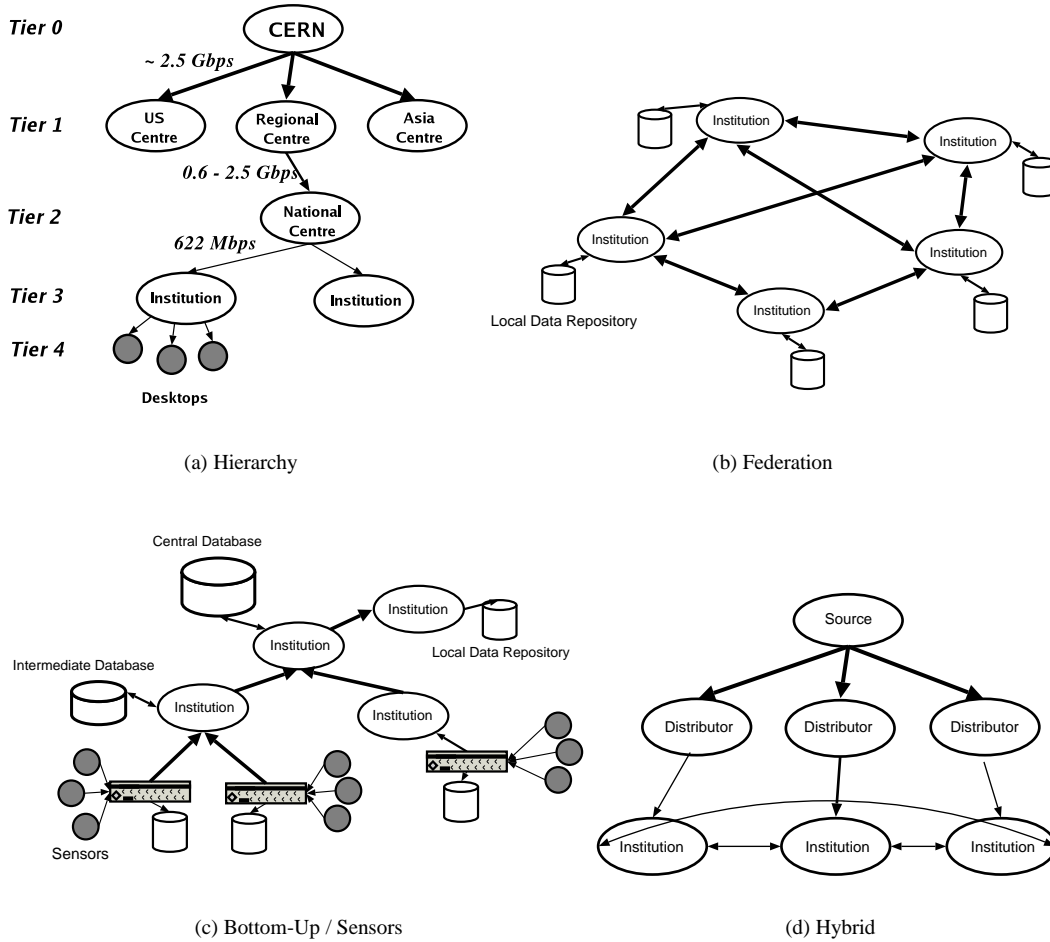 Tier 0
CERN
~ 2.5 Gbps
Tier 1
US
Centre
Regional
Centre
Asia
Centre
0.6 - 2.5 Gbps
Tier 2
National
Centre
622 Mbps
Tier 3
Institution
Institution
Tier 4
Desktops
(a) Hierarchy
Institution
Institution
Institution
Institution
Institution
Local Data Repository
(b) Federation
Central Database
Institution
Institution
Local Data Repository
Intermediate Database
Institution
Institution
Sensors
(c) Bottom-Up / Sensors
Source
Distributor
Distributor
Distributor
Institution
Institution
Institution
(d) Hybrid